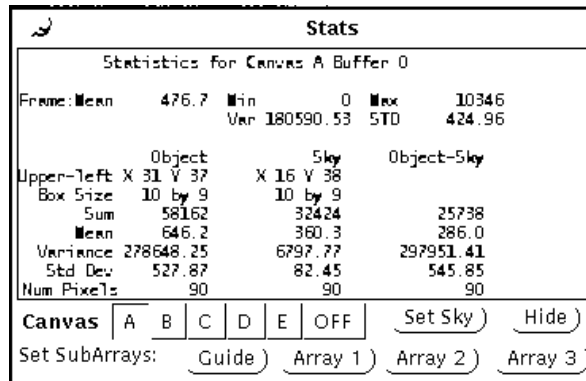 Stats
Statistics for Canvas A Buffer 0
Frame:Mean 476.7 Min 0 Max 10346
Var 180590.53 STD 424.96
Object Sky Object-Sky
Upper-left X 31 Y 37 X 16 Y 38
Box Size 10 by 9 10 by 9
Sum 58162 32424 25738
Mean 646.2 360.3 286.0
Variance 278648.25 6797.77 297951.41
Std Dev 527.87 82.45 545.85
Num Pixels 90 90 90
Canvas A B C D E OFF Set Sky Hide
Set SubArrays: Guide Array 1 Array 2 Array 3